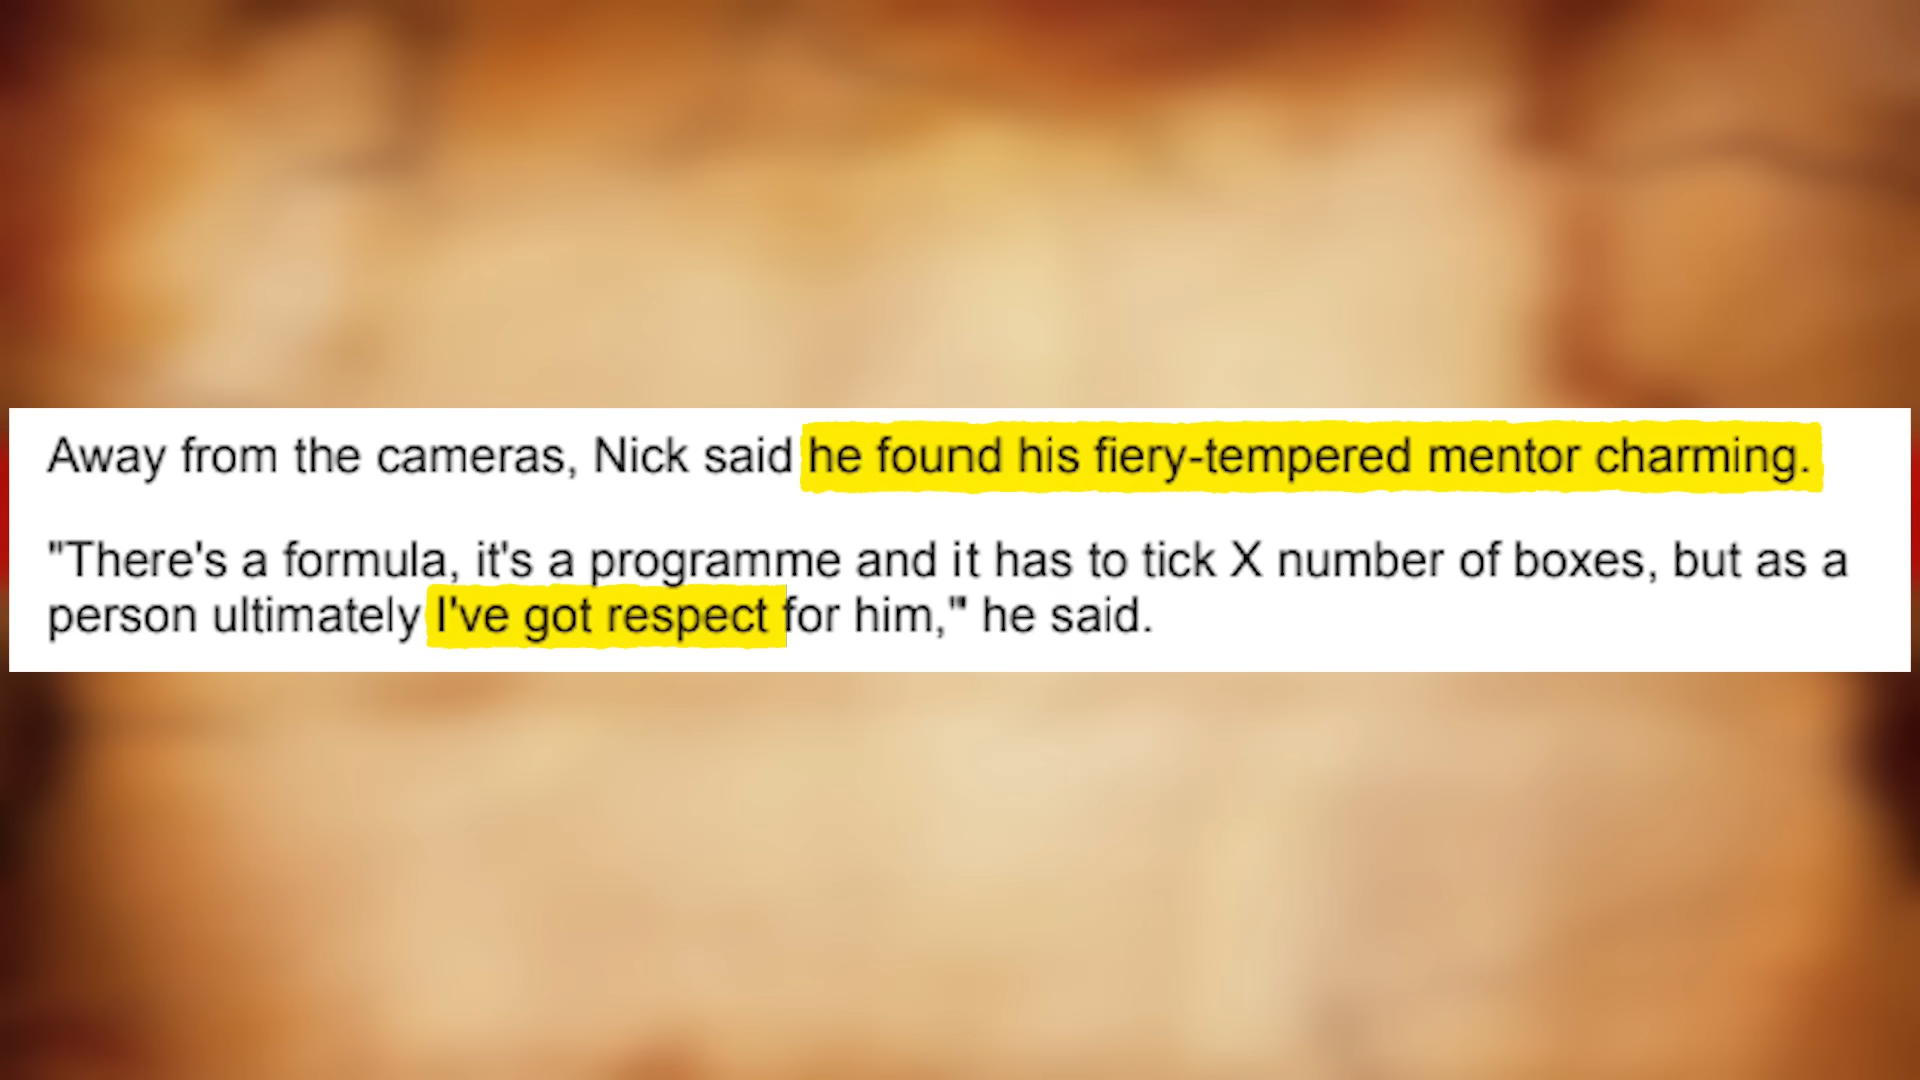 Away from the cameras, Nick said he found his fiery-tempered mentor charming.
"There's a formula, it's a programme and it has to tick X number of boxes, but as a
person ultimately I've got respect for him," he said.